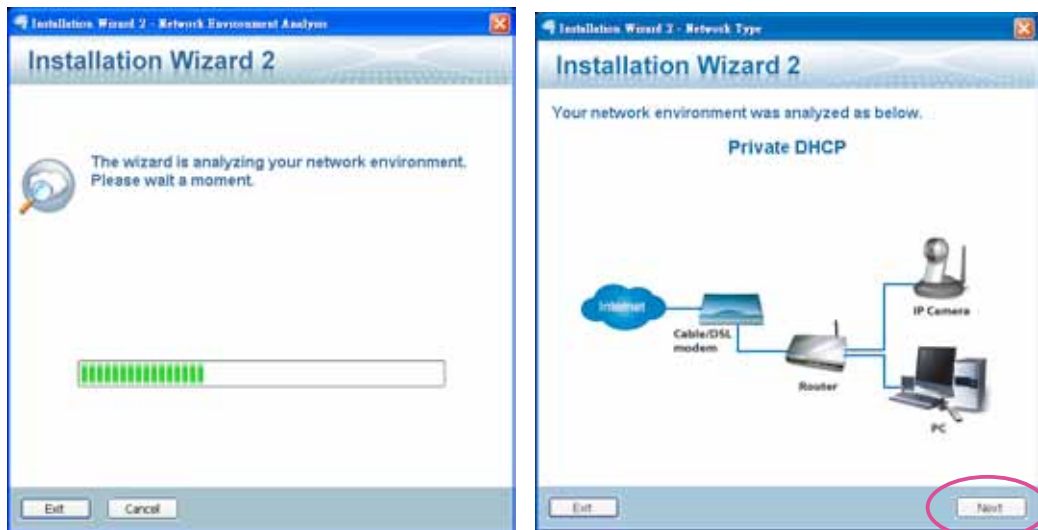 Installation Wizard 2 - Network Environment Analysis
Installation Wizard 2
The wizard is analyzing your network environment.
Please wait a moment.
Exit
Cancel
Installation Wizard 2 - Network Type
Installation Wizard 2
Your network environment was analyzed as below.
Private DHCP
Internet
Cable/DSL
modem
Router
IP Camera
PC
Exit
Next